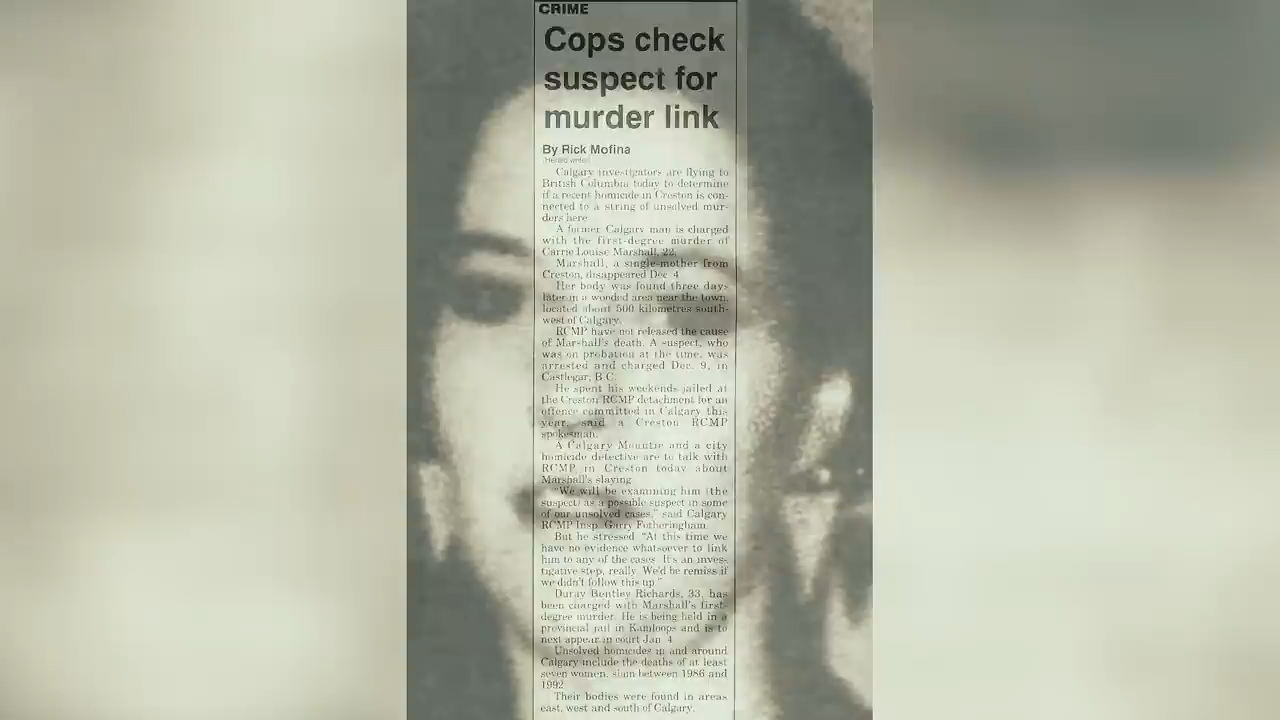 CRIME
Cops check
suspect for
murder link
By Rick Mofina
Herald writer
Calgary investigators are flying to
British Columbia today to determine
if a recent homicide in Creston is con-
nected to a string of unsolved mur-
ders here.
A former Calgary man is charged
with the first-degree murder of
Carrie Louise Marshall, 22.
Marshall, a single-mother from
Creston, disappeared Dec. 4.
Her body was found three days
later in a wooded area near the town,
located about 500 kilometres south-
west of Calgary.
RCMP have not released the cause
of Marshall's death. A suspect, who
was on probation at the time, was
arrested and charged Dec. 9, in
Castlegar, B.C.
He spent his weekends jailed at
the Creston RCMP detachment for an
offence committed in Calgary this
year, said a Creston RCMP
spokesman.
A Calgary Mountie and a city
homicide detective are to talk with
RCMP in Creston today about
Marshall's slaying.
"We will be examining him (the
suspect) as a possible suspect in some
of our unsolved cases," said Calgary
RCMP Insp. Garry Fotheringham.
But he stressed "At this time we
have no evidence whatsoever to link
him to any of the cases. It's an inves-
tigative step, really. We'd be remiss if
we didn't follow this up."
Duray Bentley Richards, 33, has
been charged with Marshall's first-
degree murder. He is being held in a
provincial jail in Kamloops and is to
next appear in court Jan. 4.
Unsolved homicides in and around
Calgary include the deaths of at least
seven women, slain between 1986 and
1992.
Their bodies were found in areas
east, west and south of Calgary.